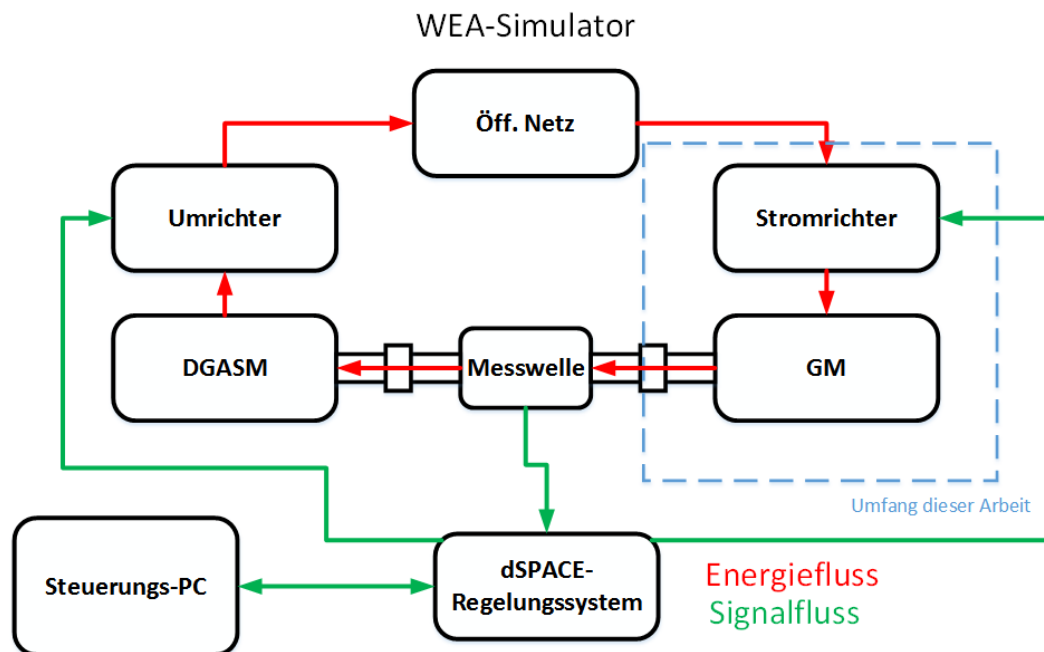 WEA-Simulator
Öff. Netz
Umrichter
Stromrichter
DGASM
Messwelle
GM
Umfang dieser Arbeit
Steuerungs-PC
dSPACE-
Regelungssystem
Energiefluss
Signalfluss